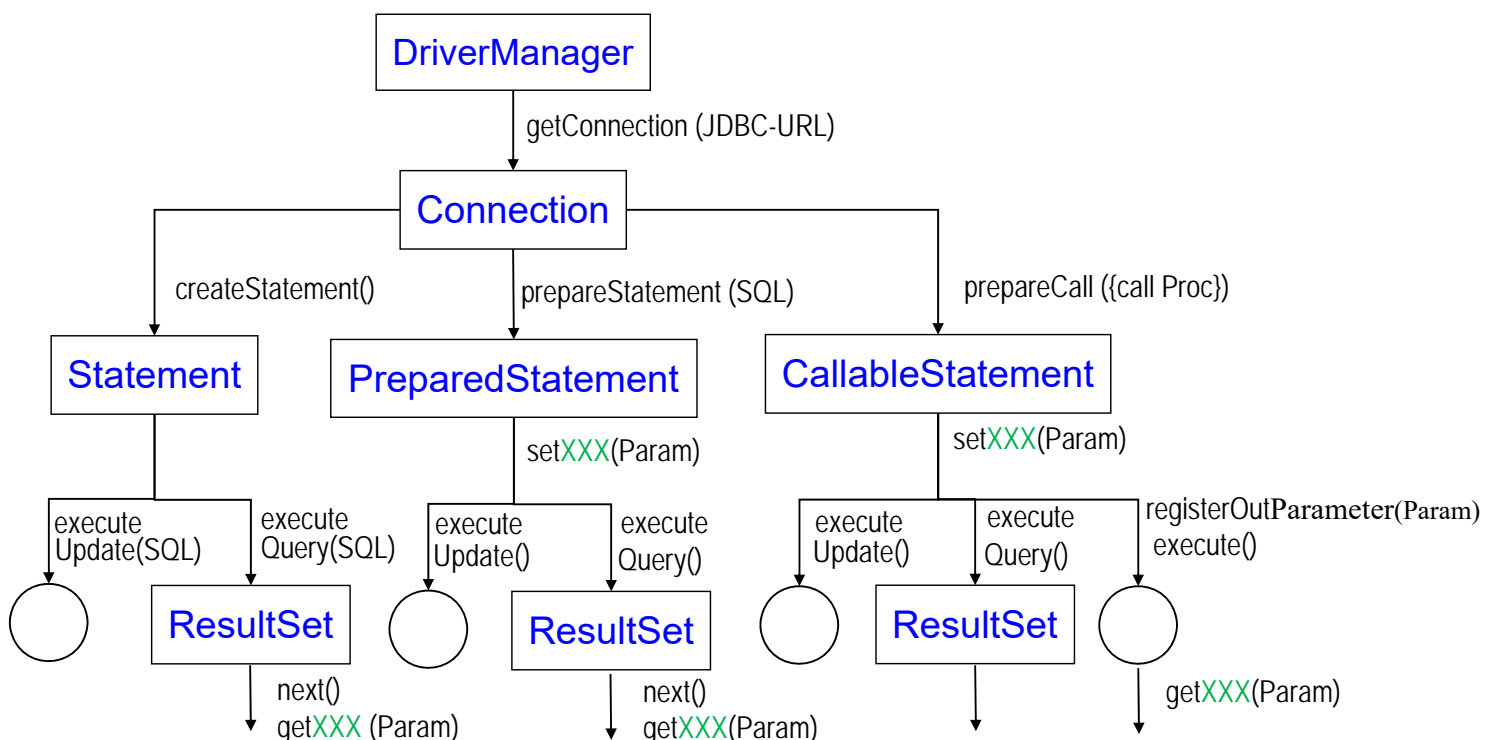 DriverManager
getConnection (JDBC-URL)
Connection
createStatement()
prepareStatement (SQL)
prepareCall ({call Proc})
Statement
PreparedStatement
CallableStatement
setXXX(Param)
setXXX(Param)
execute
Update(SQL)
execute
Query(SQL)
execute
Update()
execute
Query()
execute
Update()
execute
Query()
registerOutParameter(Param)
execute()
ResultSet
ResultSet
ResultSet
next()
getXXX (Param)
next()
getXXX(Param)
getXXX(Param)